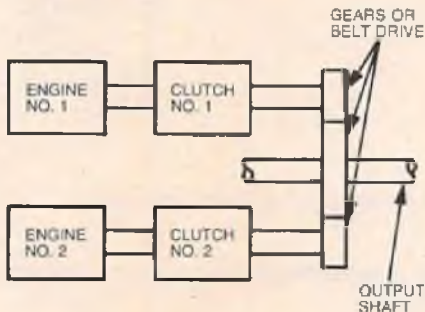 GEARS OR
BELT DRIVE
ENGINE
NO. 1
CLUTCH
NO. 1
ENGINE
NO. 2
CLUTCH
NO. 2
OUTPUT
SHAFT